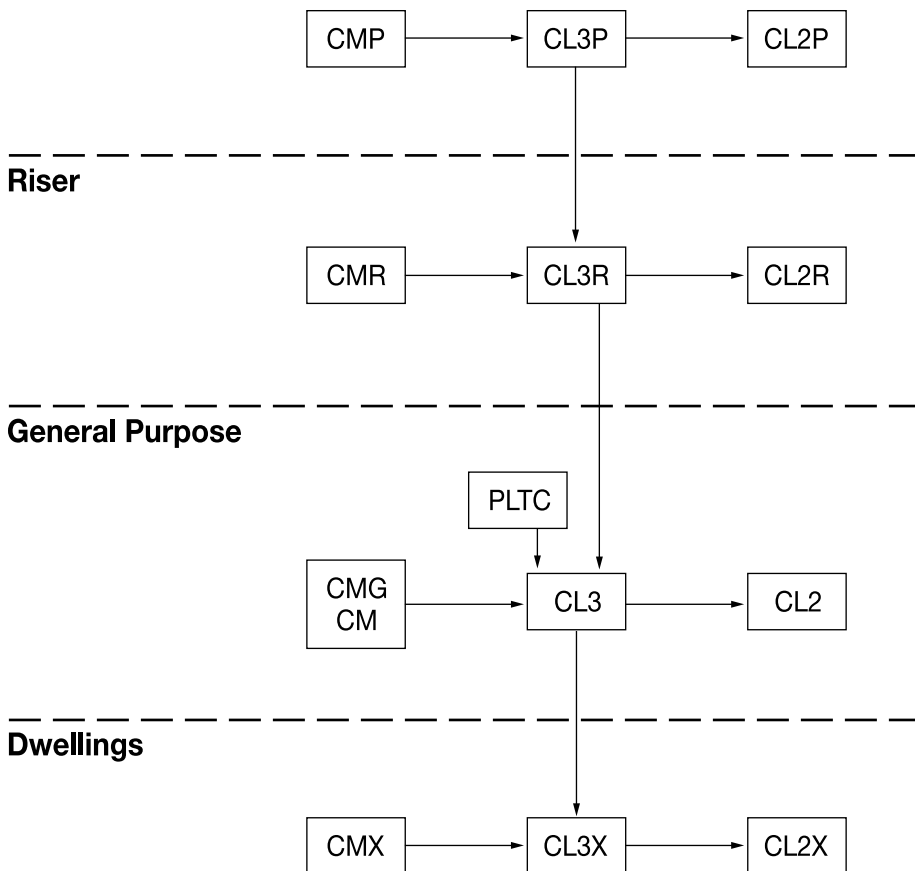 CMP
CL3P
CL2P
Riser
CMR
CL3R
CL2R
General Purpose
PLTC
CMG
CM
CL3
CL2
Dwellings
CMX
CL3X
CL2X